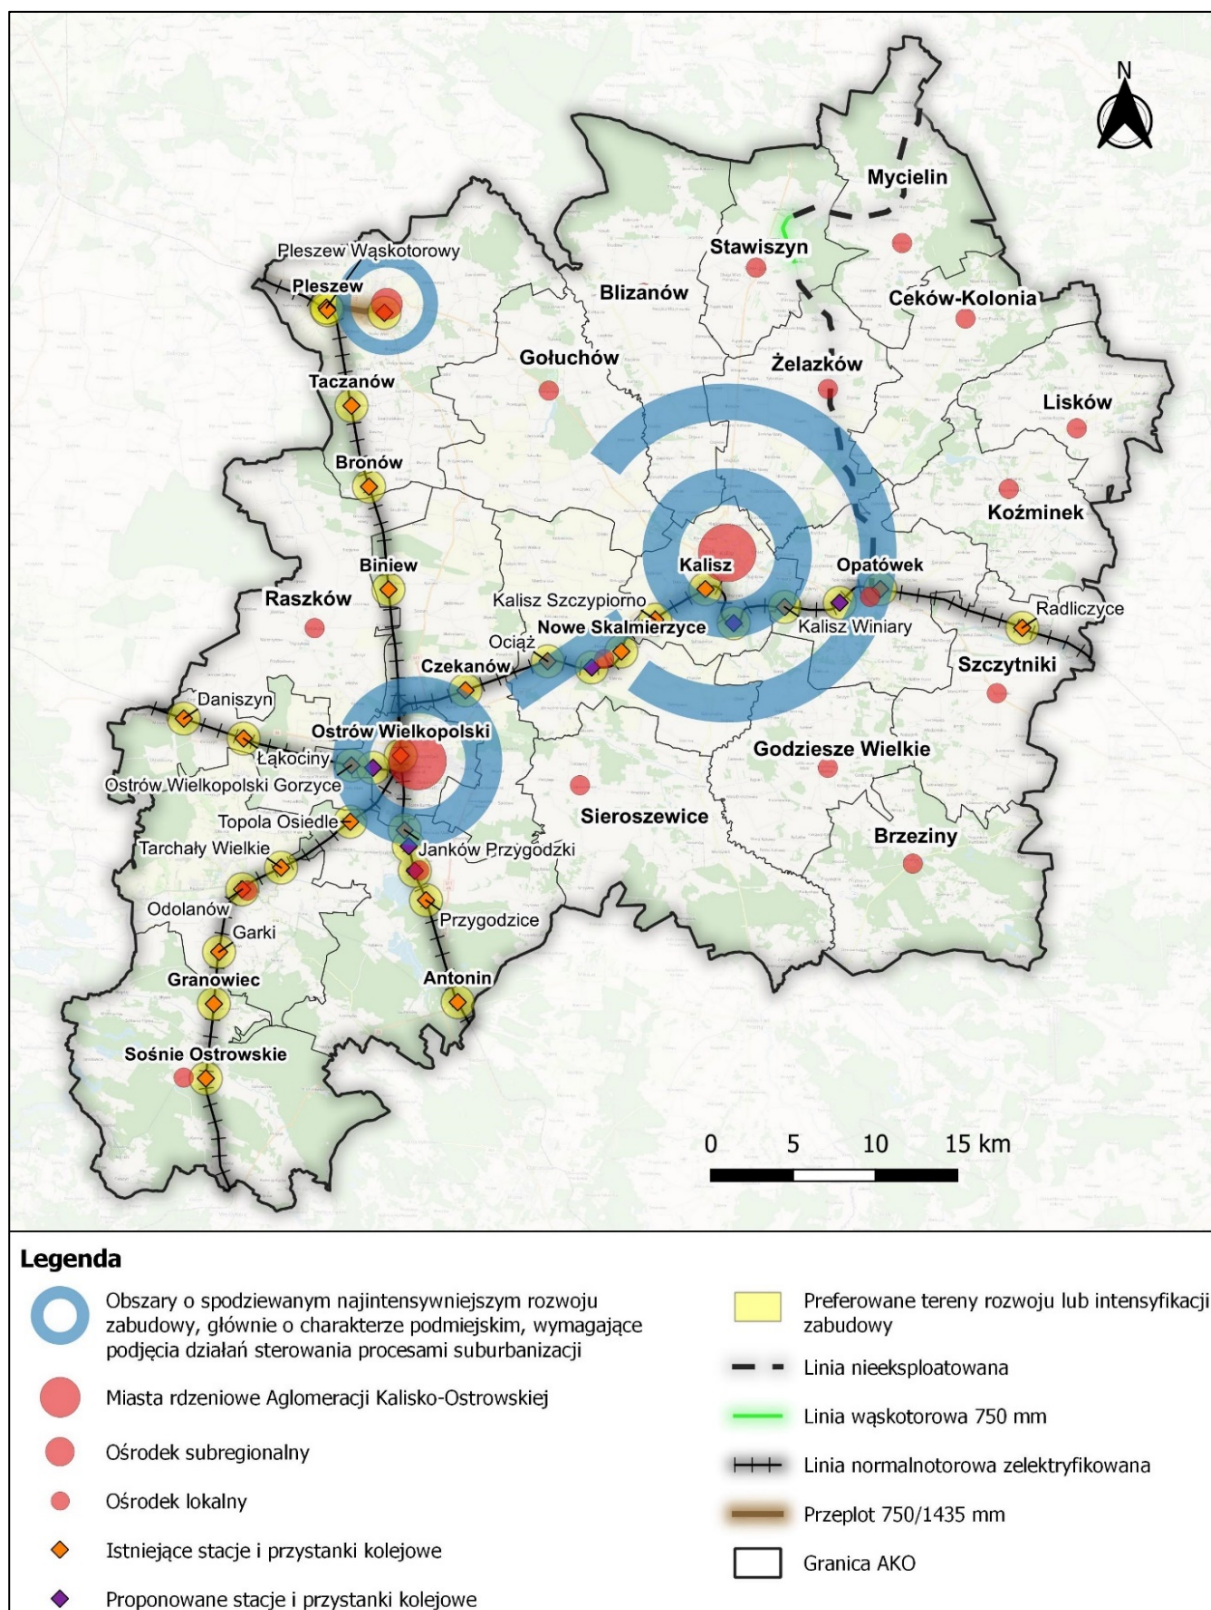 N
Mycielin
Stawiszyn
Pleszew Wąskotorowy
Pleszew
Blizanów
Ceków-Kolonia
Gołuchów
Żelazków
Taczanów
Lisków
Bronów
Koźminek
Kalisz
Opatówek
Biniew
Raszków
Kalisz Szczypiorno
Radliczyce
Nowe Skalmierzyce
Kalisz Winiary
Ociąż
Czekanów
Szczytniki
Daniszyn
Ostrów Wielkopolski
Godziesze Wielkie
Łąkociny
Ostrów Wielkopolski Gorzyce
Sieroszewice
Topola Osiedle
Brzeziny
Tarchały Wielkie
Janków Przygodzki
Odolanów
Przygodzice
Garki
Granowiec
Antonin
Sośnie Ostrowskie
0 5 10 15 km
Legenda
Obszary o spodziewanym najintensywniejszym rozwoju
zabudowy, głównie o charakterze podmiejskim, wymagające
podjęcia działań sterowania procesami suburbanizacji
Miasta rdzeniowe Aglomeracji Kalisko-Ostrowskiej
Ośrodek subregionalny
Ośrodek lokalny
Istniejące stacje i przystanki kolejowe
Proponowane stacje i przystanki kolejowe
Preferowane tereny rozwoju lub intensyfikacji
zabudowy
Linia nieeksploatowana
Linia wąskotorowa 750 mm
Linia normalnotorowa zelektryfikowana
Przeplot 750/1435 mm
Granica AKO